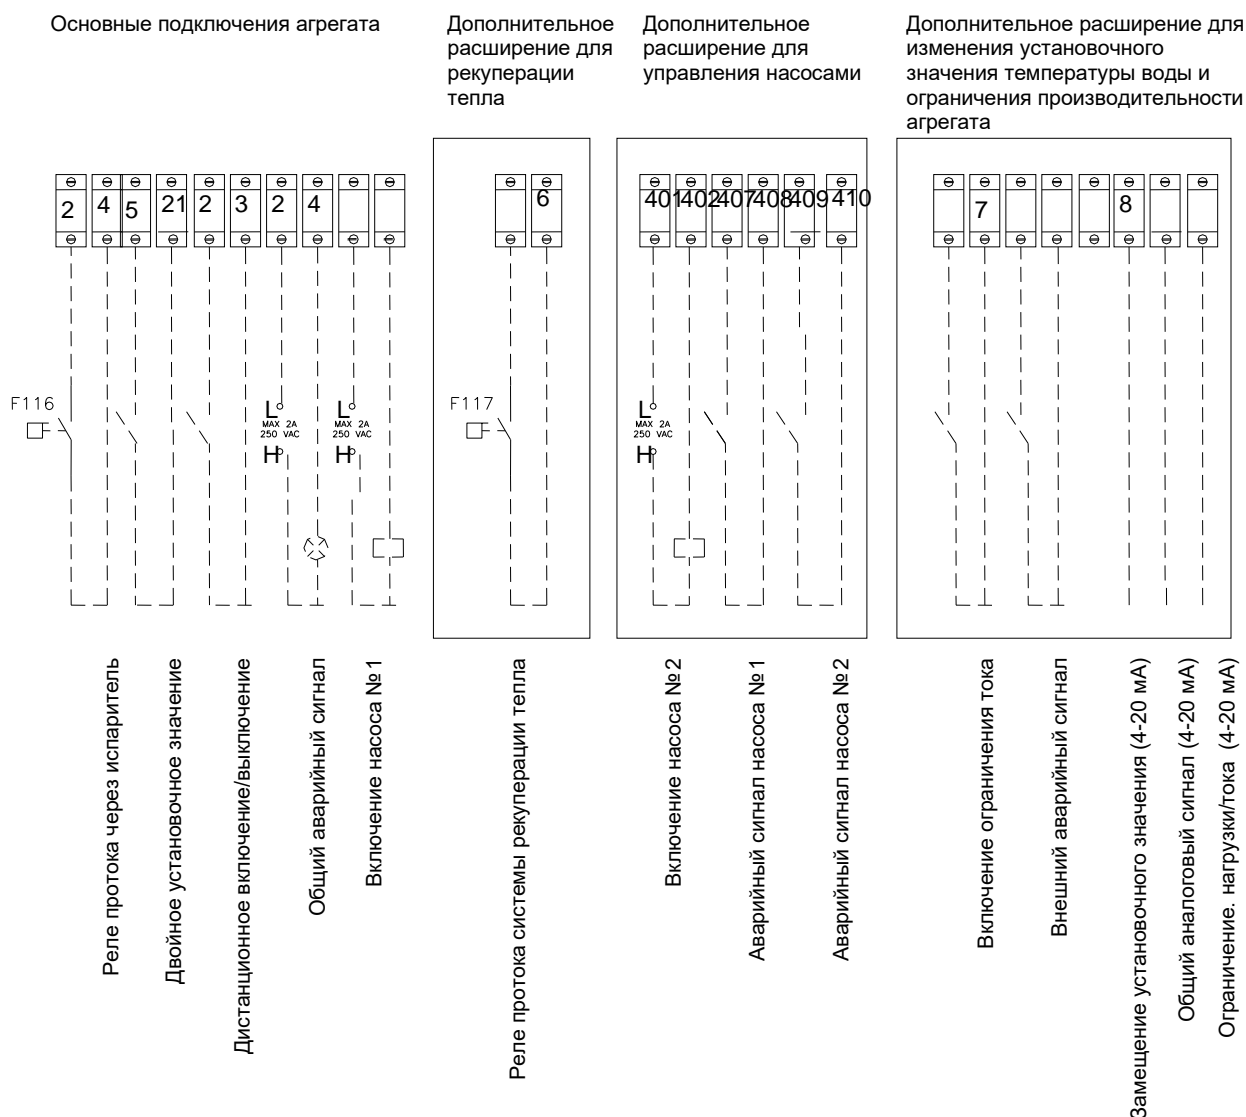 Основные подключения агрегата
Дополнительное
расширение для
рекуперации
тепла
Дополнительное
расширение для
управления насосами
Дополнительное расширение для
изменения установочного
значения температуры воды и
ограничения производительности
агрегата
2 4 5 21 2 3 2 4
6
401 402 407 408 409 410
7 8
F116
L
MAX 2A
250 VAC
H
L
MAX 2A
250 VAC
H
F117
L
MAX 2A
250 VAC
H
Реле протока через испаритель
Двойное установочное значение
Дистанционное включение/выключение
Общий аварийный сигнал
Включение насоса №1
Реле протока системы рекуперации тепла
Включение насоса №2
Аварийный сигнал насоса №1
Аварийный сигнал насоса №2
Включение ограничения тока
Внешний аварийный сигнал
Замещение установочного значения (4-20 мА)
Общий аналоговый сигнал (4-20 мА)
Ограничение. нагрузки/тока (4-20 мА)